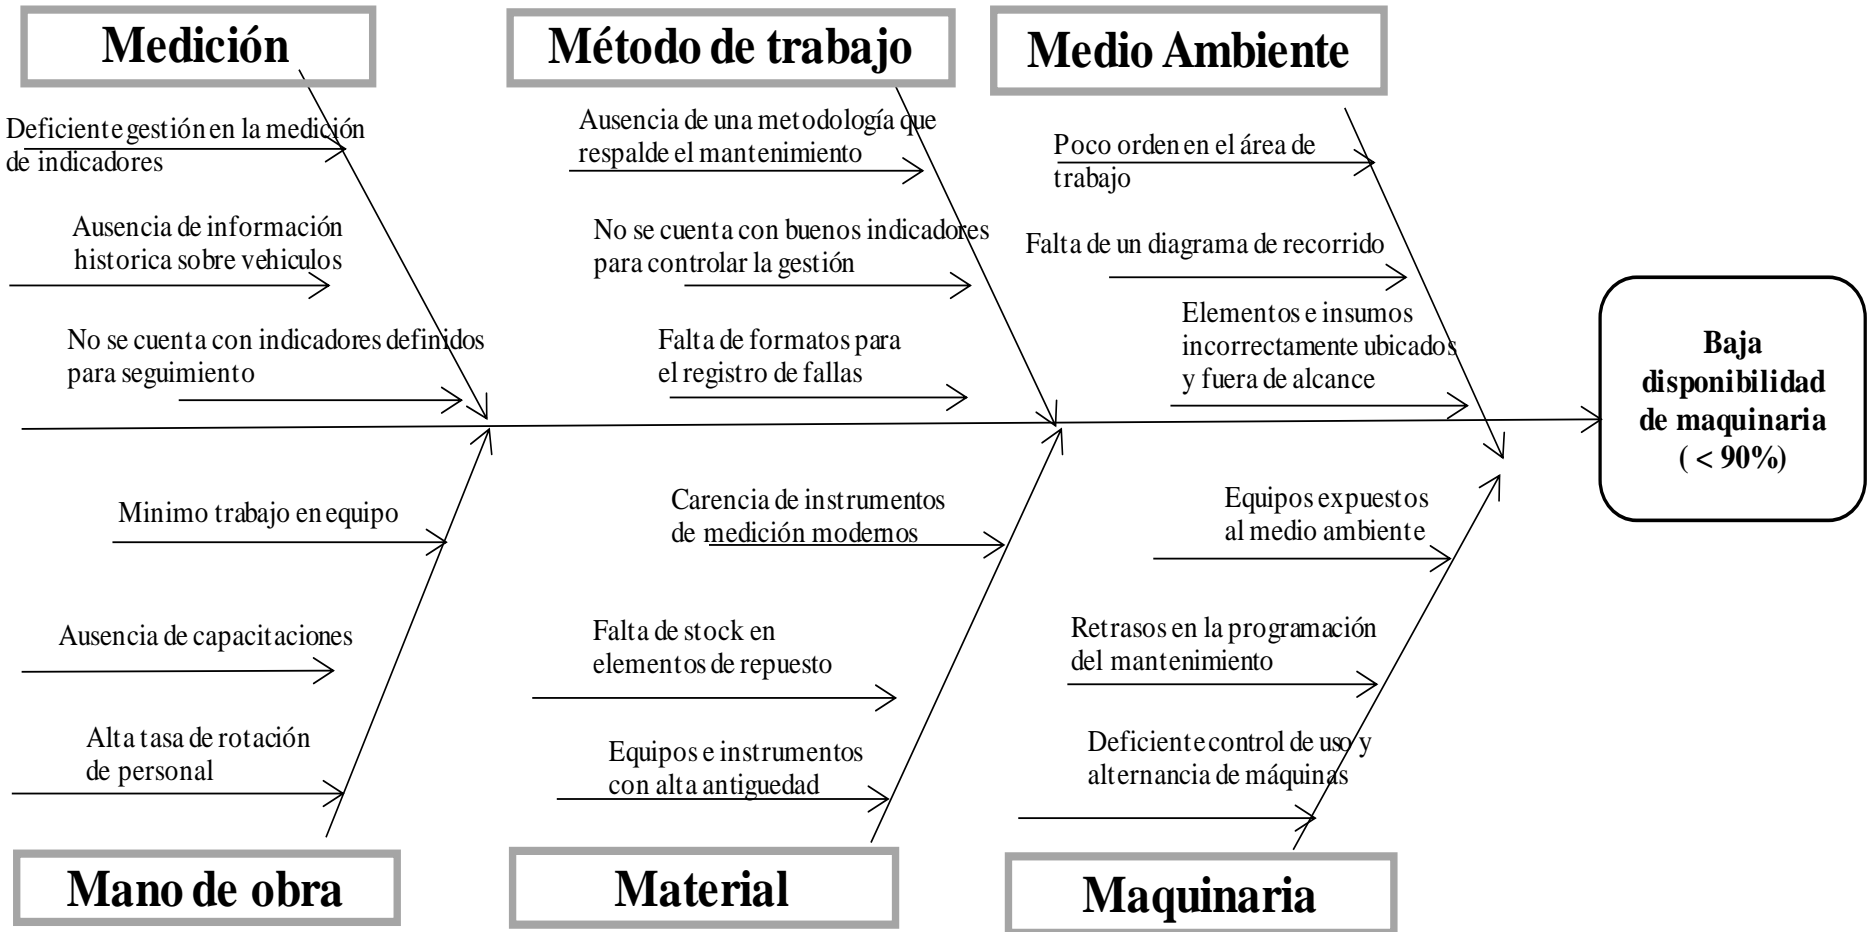 Medición
Método de trabajo
Medio Ambiente
Deficiente gestión en la medición
de indicadores
Ausencia de información
historica sobre vehiculos
No se cuenta con indicadores definidos
para seguimiento
Ausencia de una metodología que
respalde el mantenimiento
No se cuenta con buenos indicadores
para controlar la gestión
Falta de formatos para
el registro de fallas
Poco orden en el área de
trabajo
Falta de un diagrama de recorrido
Elementos e insumos
incorrectamente ubicados
y fuera de alcance
Baja
disponibilidad
de maquinaria
( < 90%)
Minimo trabajo en equipo
Ausencia de capacitaciones
Alta tasa de rotación
de personal
Carencia de instrumentos
de medición modernos
Falta de stock en
elementos de repuesto
Equipos e instrumentos
con alta antiguedad
Equipos expuestos
al medio ambiente
Retrasos en la programación
del mantenimiento
Deficiente control de uso y
alternancia de máquinas
Mano de obra
Material
Maquinaria